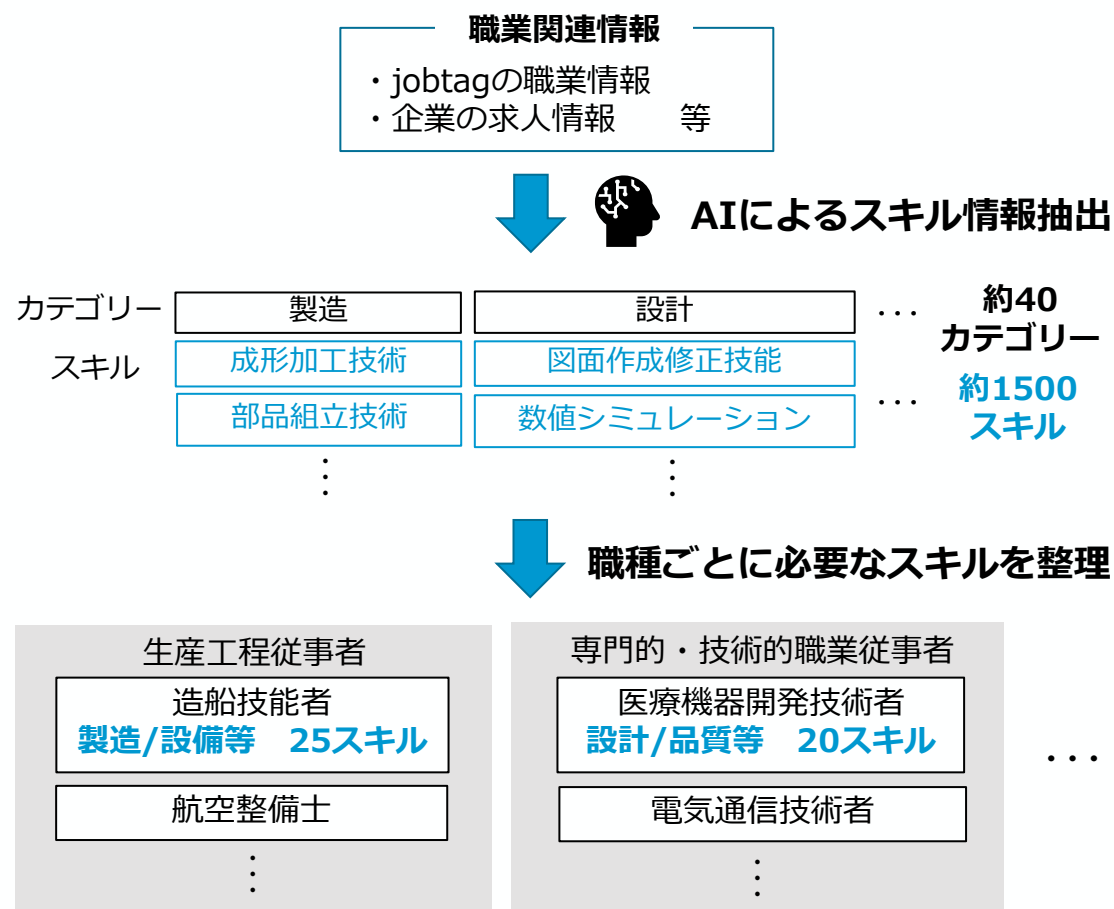 職業関連情報
・jobtagの職業情報
・企業の求人情報　等
AIによるスキル情報抽出
カテゴリー 製造 設計 ... 約40
カテゴリー
スキル 成形加工技術 図面作成修正技能
部品組立技術 数値シミュレーション ... 約1500
スキル
⋮ ⋮
職種ごとに必要なスキルを整理
生産工程従事者
造船技能者
製造/設備等　25スキル
航空整備士
⋮
専門的・技術的職業従事者
医療機器開発技術者
設計/品質等　20スキル
電気通信技術者
⋮
...